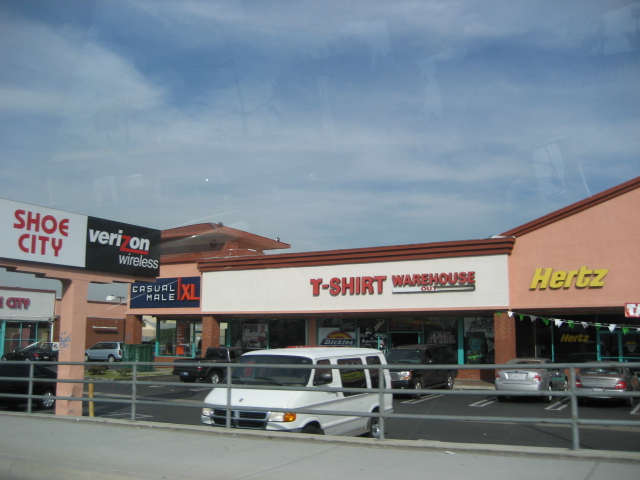 SHOE
CITY
verizon
wireless
CASUAL
MALE XL
T-SHIRT WAREHOUSE
OUT
Hertz
CITY
Dickies
Hertz